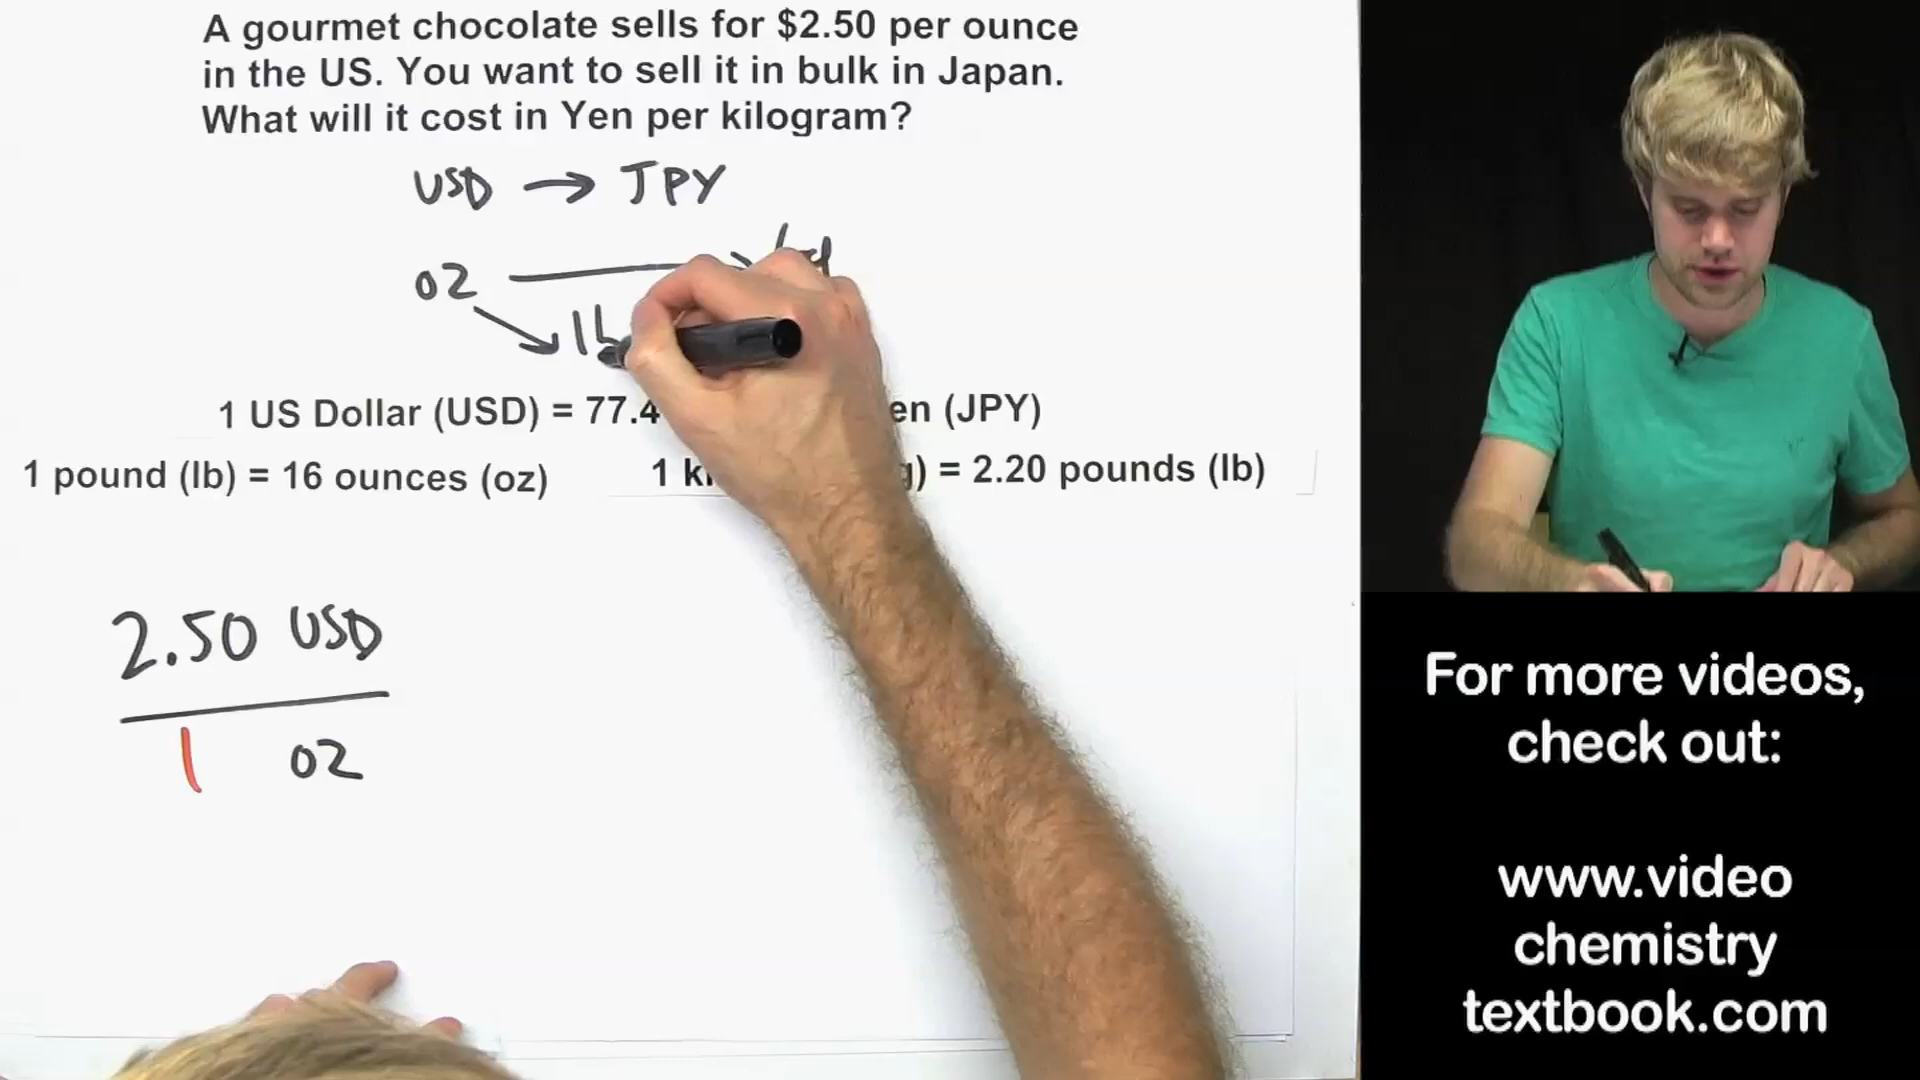 A gourmet chocolate sells for $2.50 per ounce
in the US. You want to sell it in bulk in Japan.
What will it cost in Yen per kilogram?
USD → JPY
oz
lb
1 US Dollar (USD) = 77.4 (JPY)
1 pound (lb) = 16 ounces (oz)
1 = 2.20 pounds (lb)
2.50 USD
1 oz
For more videos,
check out:
www.video
chemistry
textbook.com